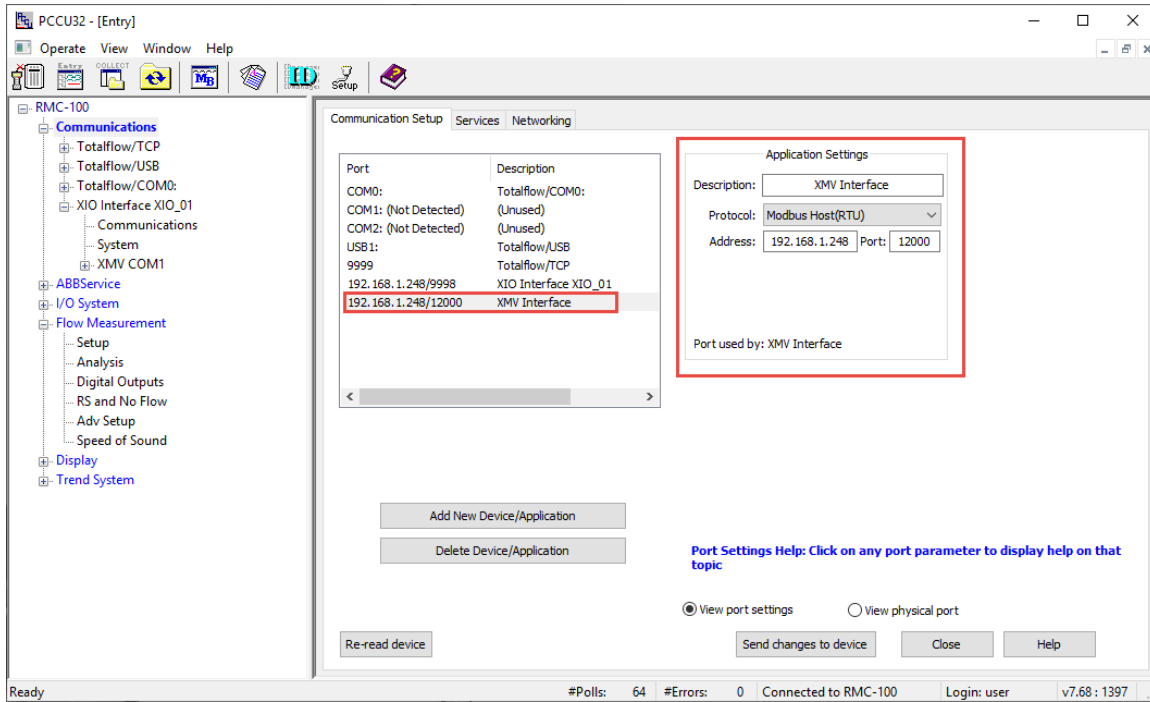 PCCU32 - [Entry]
Operate View Window Help
Entry COLLECT MB ID Setup
RMC-100
Communications
Totalflow/TCP
Totalflow/USB
Totalflow/COM0:
XIO Interface XIO_01
Communications
System
XMV COM1
ABBService
I/O System
Flow Measurement
Setup
Analysis
Digital Outputs
RS and No Flow
Adv Setup
Speed of Sound
Display
Trend System
Communication Setup Services Networking
Port Description
COM0: Totalflow/COM0:
COM1: (Not Detected) (Unused)
COM2: (Not Detected) (Unused)
USB1: Totalflow/USB
9999 Totalflow/TCP
192.168.1.248/9998 XIO Interface XIO_01
192.168.1.248/12000 XMV Interface
Application Settings
Description: XMV Interface
Protocol: Modbus Host(RTU)
Address: 192.168.1.248 Port: 12000
Port used by: XMV Interface
Add New Device/Application
Delete Device/Application
Port Settings Help: Click on any port parameter to display help on that
topic
View port settings View physical port
Re-read device Send changes to device Close Help
Ready #Polls: 64 #Errors: 0 Connected to RMC-100 Login: user v7.68 : 1397